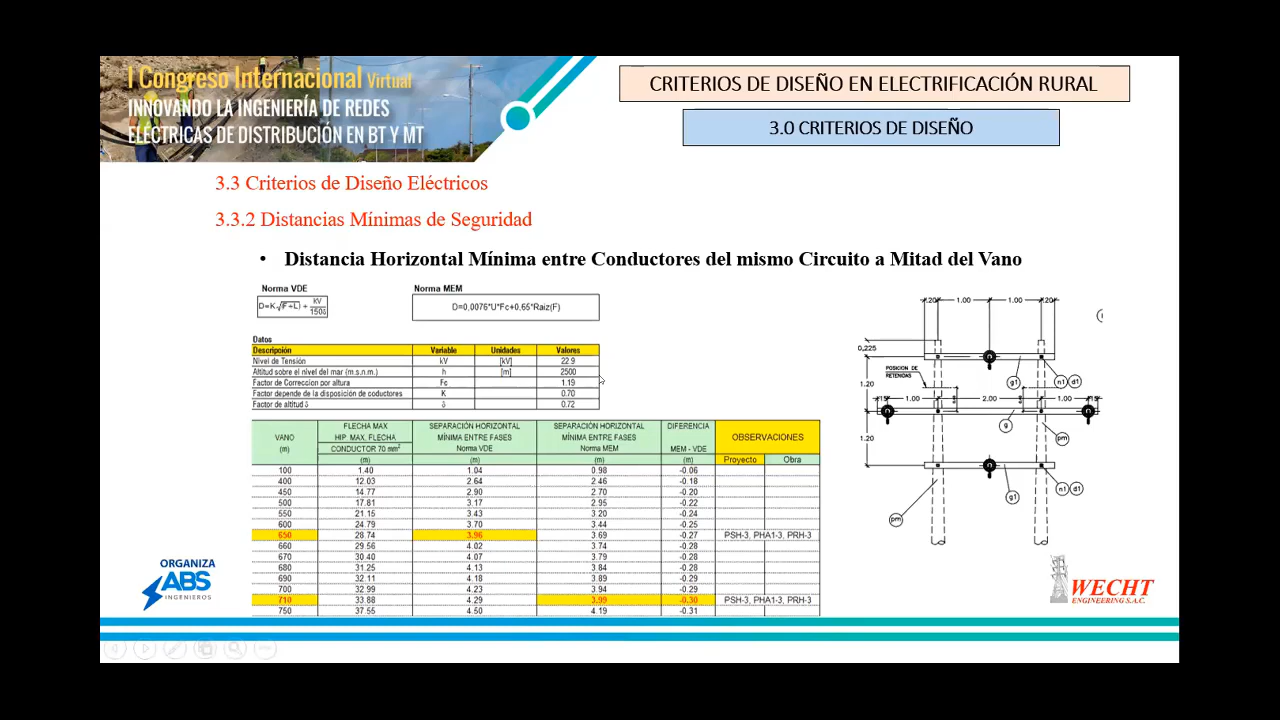 I Congreso Internacional Virtual
INNOVANDO LA INGENIERÍA DE REDES
ELÉCTRICAS DE DISTRIBUCIÓN EN BT Y MT
CRITERIOS DE DISEÑO EN ELECTRIFICACIÓN RURAL
3.0 CRITERIOS DE DISEÑO
3.3 Criterios de Diseño Eléctricos
3.3.2 Distancias Mínimas de Seguridad
• Distancia Horizontal Mínima entre Conductores del mismo Circuito a Mitad del Vano
Norma VDE
Norma MEM
D=K√(F+L) + kV/150δ
D=0,0076*U*Fc+0.65*Raiz(F)
Datos
Descripción Variable Unidades Valores
Nivel de Tensión kV [kV] 22.9
Altitud sobre el nivel del mar (m.s.n.m.) h [m] 2500
Factor de Correccion por altura Fc 1.19
Factor depende de la disposición de coductores K 0.70
Factor de altitud δ δ 0.72
VANO (m)
FLECHA MAX HIP. MAX. FLECHA CONDUCTOR 70 mm² (m)
SEPARACIÓN HORIZONTAL MÍNIMA ENTRE FASES Norma VDE (m)
SEPARACIÓN HORIZONTAL MÍNIMA ENTRE FASES Norma MEM (m)
DIFERENCIA MEM - VDE (m)
OBSERVACIONES
Proyecto Obra
100 1.40 1.04 0.98 -0.06
400 12.03 2.64 2.46 -0.18
450 14.77 2.90 2.70 -0.20
500 17.81 3.17 2.95 -0.22
550 21.15 3.43 3.20 -0.24
600 24.79 3.70 3.44 -0.25
650 28.74 3.96 3.69 -0.27 PSH-3, PHA1-3, PRH-3
660 29.56 4.02 3.74 -0.28
670 30.40 4.07 3.79 -0.28
680 31.25 4.13 3.84 -0.28
690 32.11 4.18 3.89 -0.29
700 32.99 4.23 3.94 -0.29
710 33.88 4.29 3.99 -0.30 PSH-3, PHA1-3, PRH-3
750 37.55 4.50 4.19 -0.31
.20 1.00 1.00 .20
0,225
POSICION DE
RETENIDAS
g1 n1 d1
1.20
.15 1.00 2.00 1.00 .15
g
pm
1.20
g1 n1 d1
pm
ORGANIZA
ABS
INGENIEROS
WECHT
ENGINEERING S.A.C.